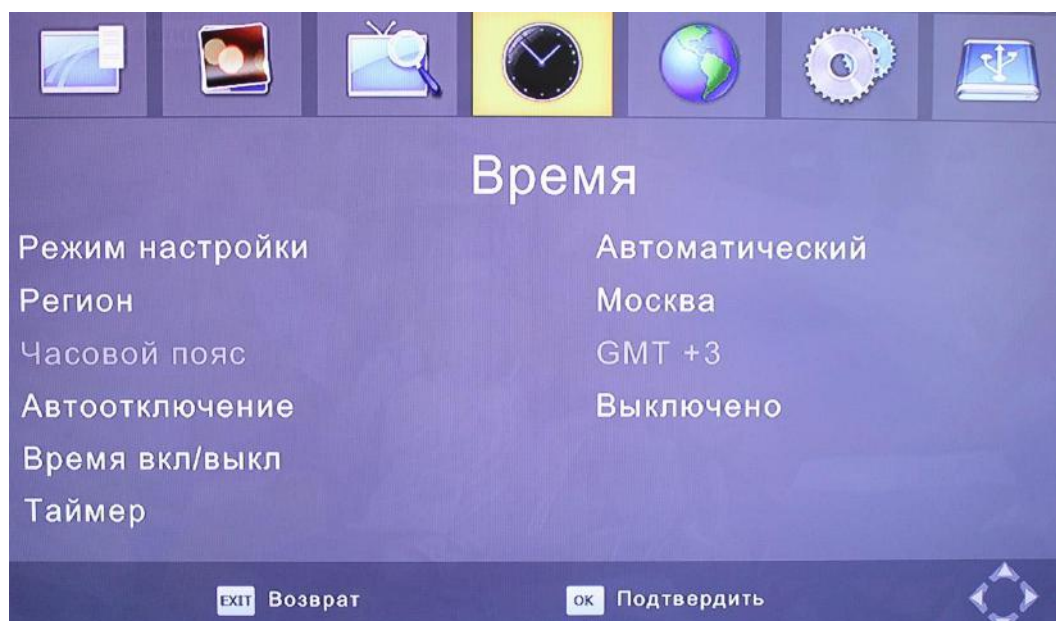 Время
Режим настройки Автоматический
Регион Москва
Часовой пояс GMT +3
Автоотключение Выключено
Время вкл/выкл
Таймер
EXIT Возврат OK Подтвердить